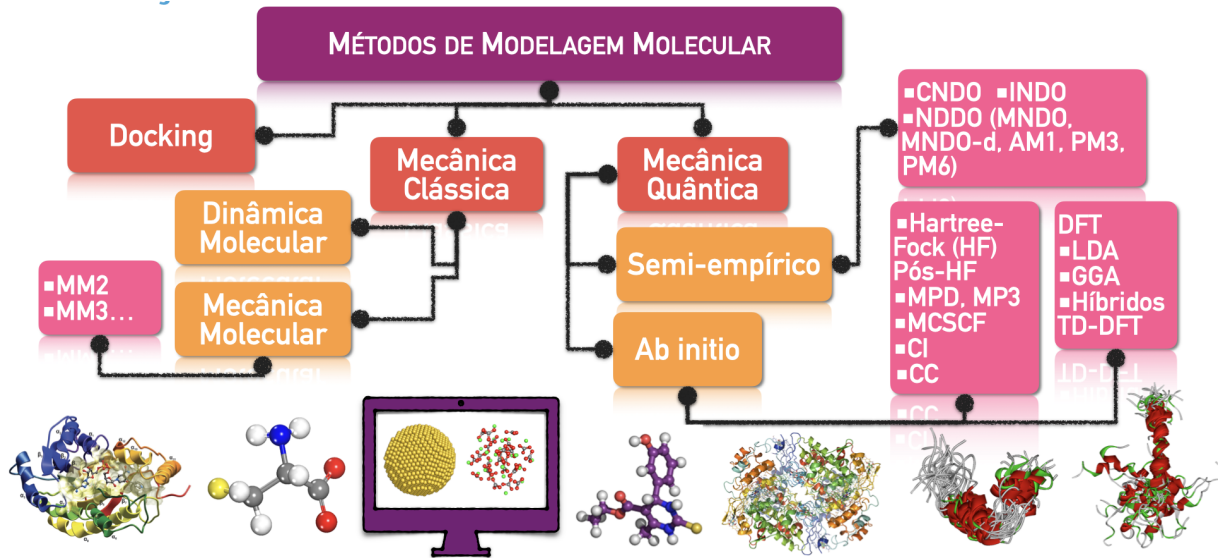 MÉTODOS DE MODELAGEM MOLECULAR
Docking
Mecânica
Clássica
Mecânica
Quântica
▪CNDO ▪INDO
▪NDDO (MNDO,
MNDO-d, AM1, PM3,
PM6)
Dinâmica
Molecular
Semi-empírico
▪Hartree-
Fock (HF)
Pós-HF
▪MPD, MP3
▪MCSCF
▪CI
▪CC
DFT
▪LDA
▪GGA
▪Híbridos
TD-DFT
▪MM2
▪MM3...
Mecânica
Molecular
Ab initio